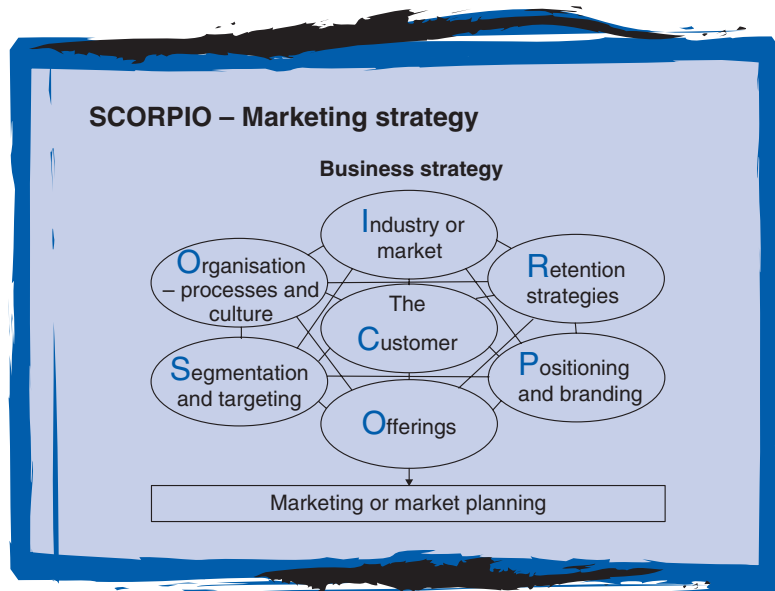 SCORPIO – Marketing strategy
Business strategy
Industry or
market
Organisation
– processes and
culture
Retention
strategies
The
Customer
Segmentation
and targeting
Positioning
and branding
Offerings
Marketing or market planning